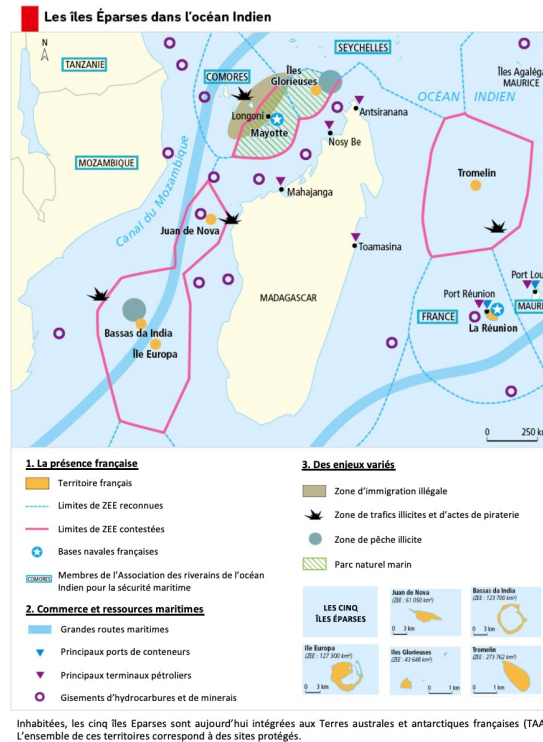 Les îles Éparses dans l'océan Indien
N
TANZANIE
SEYCHELLES
COMORES
Îles
Glorieuses
Îles Agaléga
MAURICE
OCÉAN INDIEN
Longoni
Mayotte
Antsiranana
Nosy Be
MOZAMBIQUE
Canal du Mozambique
Mahajanga
Tromelin
Juan de Nova
Toamasina
MADAGASCAR
Port Réunion
Port Lou
FRANCE
MAURI
La Réunion
Bassas da India
Île Europa
0 250 km
1. La présence française
Territoire français
Limites de ZEE reconnues
Limites de ZEE contestées
Bases navales françaises
COMORES
Membres de l'Association des riverains de l'océan
Indien pour la sécurité maritime
2. Commerce et ressources maritimes
Grandes routes maritimes
Principaux ports de conteneurs
Principaux terminaux pétroliers
Gisements d'hydrocarbures et de minerais
3. Des enjeux variés
Zone d'immigration illégale
Zone de trafics illicites et d'actes de piraterie
Zone de pêche illicite
Parc naturel marin
LES CINQ
ÎLES ÉPARSES
Juan de Nova
(ZEE : 61 050 km²)
0 3 km
Bassas da India
(ZEE : 123 700 km²)
0 3 km
Île Europa
(ZEE : 127 300 km²)
0 3 km
Iles Glorieuses
(ZEE : 43 648 km²)
0 1 km
Tromelin
(ZEE : 273 762 km²)
0 1 km
Inhabitées, les cinq îles Eparses sont aujourd'hui intégrées aux Terres australes et antarctiques françaises (TAA
L'ensemble de ces territoires correspond à des sites protégés.